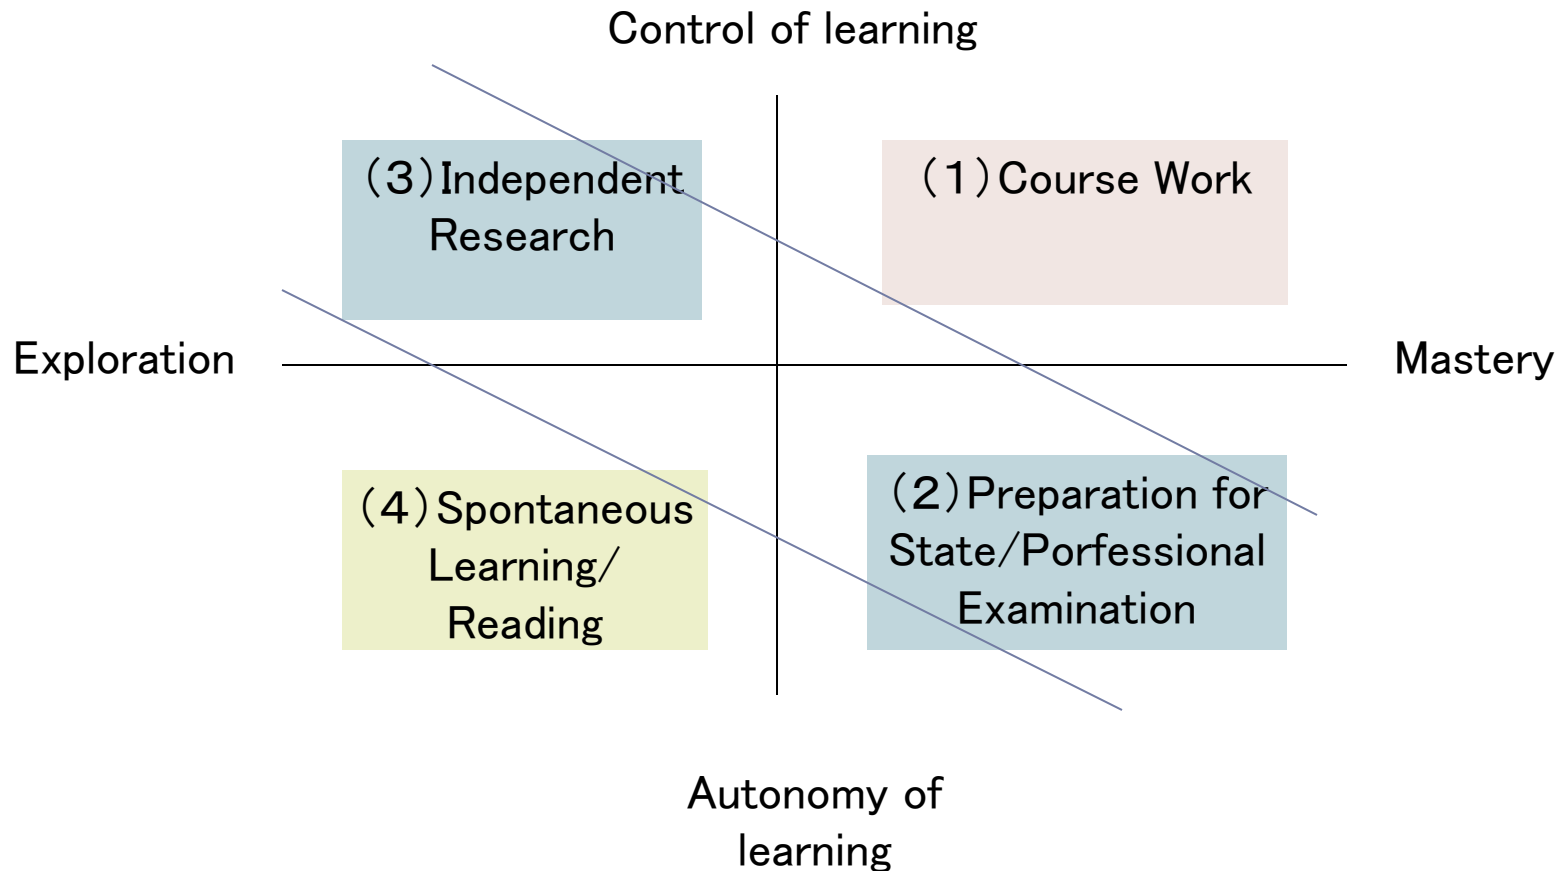 Control of learning
（３）Independent
Research
（１）Course Work
Exploration
Mastery
（４）Spontaneous
Learning/
Reading
（２）Preparation for
State/Porfessional
Examination
Autonomy of
learning